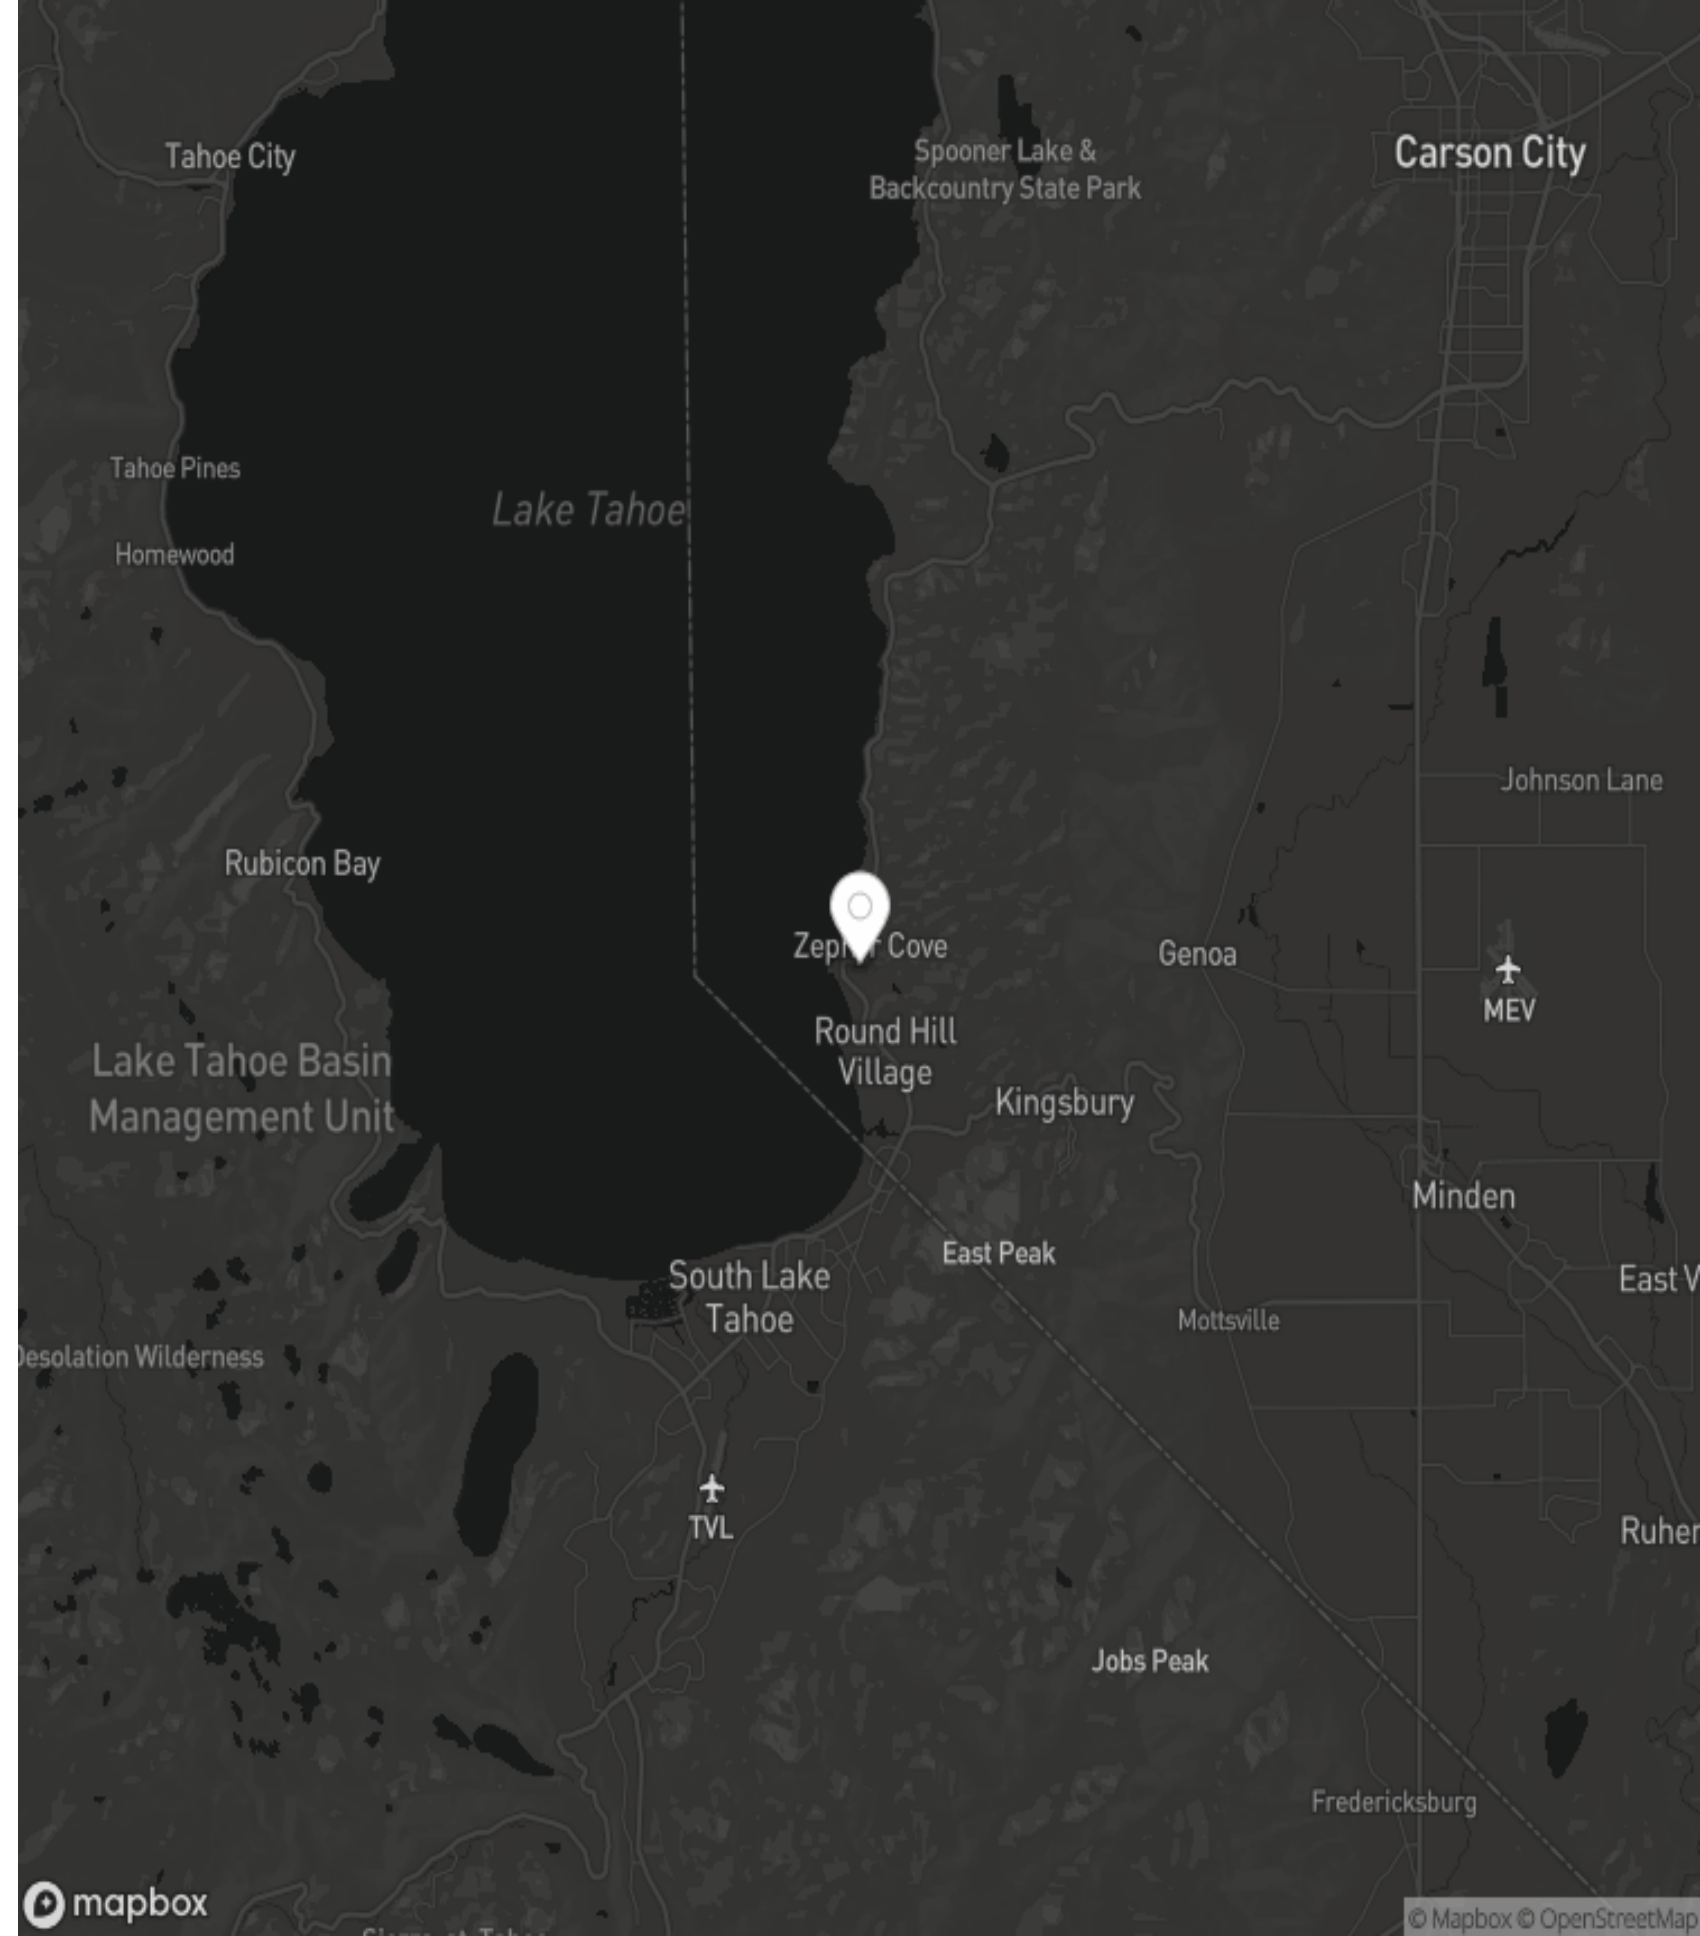 Tahoe City
Spooner Lake &
Backcountry State Park
Carson City
Tahoe Pines
Lake Tahoe
Homewood
Johnson Lane
Rubicon Bay
Cove
Genoa
MEV
Round Hill
Village
Lake Tahoe Basin
Management Unit
Kingsbury
Minden
East Peak
South Lake
Tahoe
East V
Mottsville
Desolation Wilderness
TVL
Ruhen
Jobs Peak
Fredericksburg
mapbox
© Mapbox © OpenStreetMap